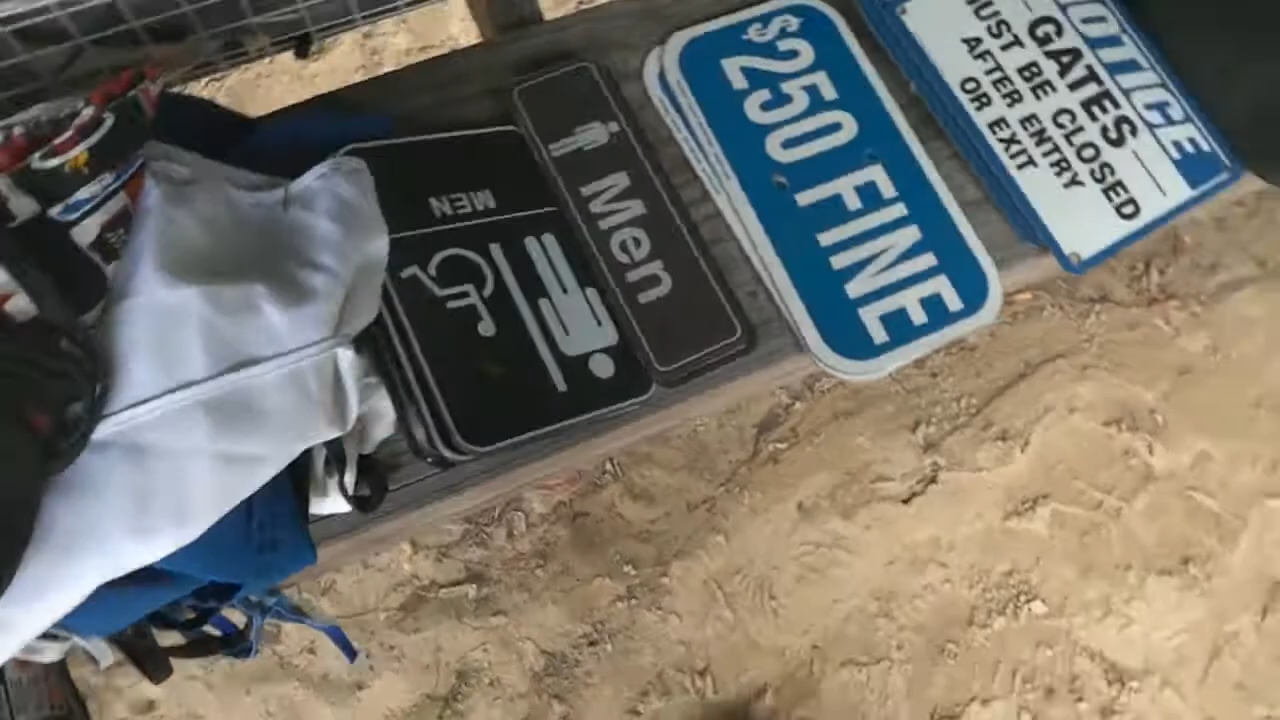 MEN
Men
$250 FINE
NOTICE
GATES
MUST BE CLOSED
AFTER ENTRY
OR EXIT